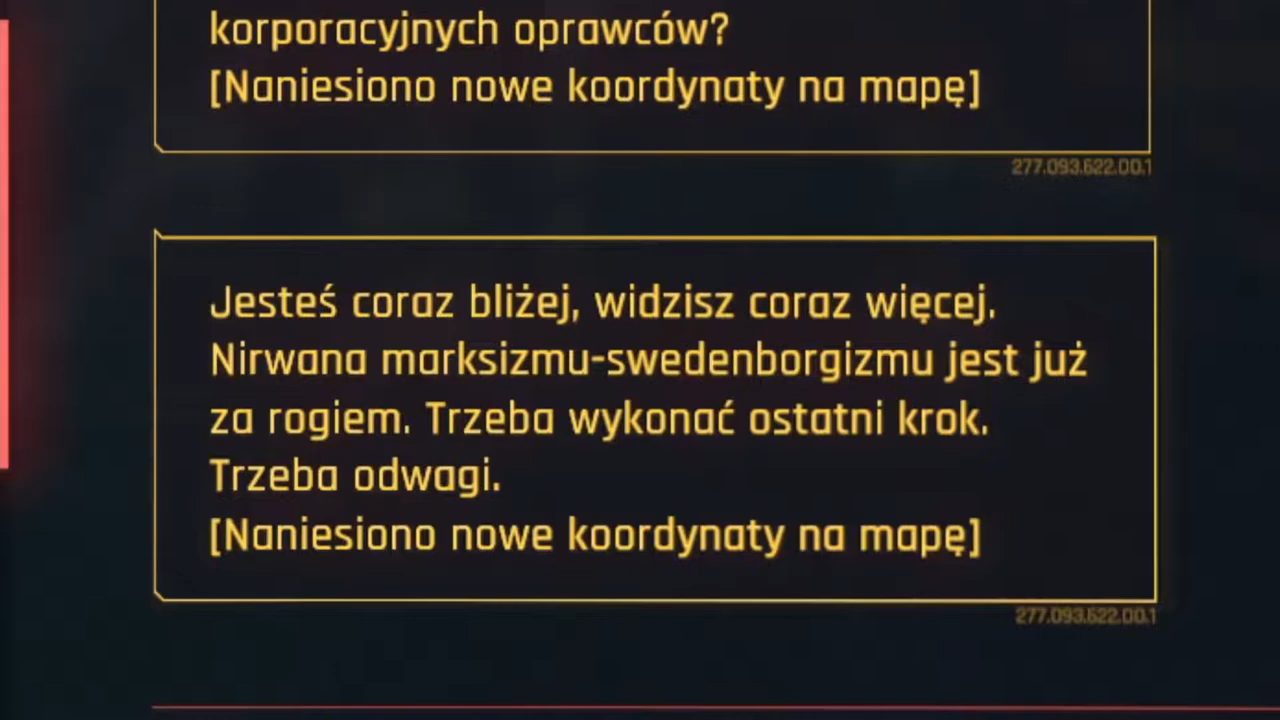 korporacyjnych oprawców?
[Naniesiono nowe koordynaty na mapę]
277.093.622.00.1
Jesteś coraz bliżej, widzisz coraz więcej.
Nirwana marksizmu-swedenborgizmu jest już
za rogiem. Trzeba wykonać ostatni krok.
Trzeba odwagi.
[Naniesiono nowe koordynaty na mapę]
277.093.622.00.1